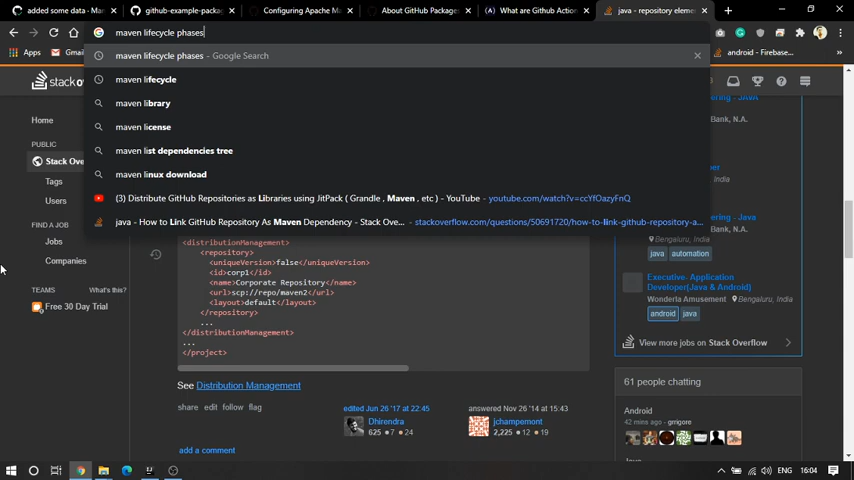 added some data - Man
github-example-packag
Configuring Apache Ma
About GitHub Packages
What are Github Action
java - repository eleme
maven lifecycle phases
Apps
android - Firebase...
maven lifecycle phases - Google Search
maven lifecycle
maven library
maven license
maven list dependencies tree
maven linux download
(3) Distribute GitHub Repositories as Libraries using JitPack ( Grandle , Maven , etc ) - YouTube - youtube.com/watch?v=ccYfOazyFnQ
java - How to Link GitHub Repository As Maven Dependency - Stack Ove... - stackoverflow.com/questions/50691720/how-to-link-github-repository-a...
Home
PUBLIC
Stack Ove
Tags
Users
FIND A JOB
Jobs
Companies
TEAMS What's this?
Free 30 Day Trial
<distributionManagement>
<repository>
<uniqueVersion>false</uniqueVersion>
<id>corp1</id>
<name>Corporate Repository</name>
<url>scp://repo/maven2</url>
<layout>default</layout>
</repository>
...
</distributionManagement>
...
</project>
See Distribution Management
share edit follow flag
edited Jun 26 '17 at 22:45
Dhirendra
625 7 24
answered Nov 26 '14 at 15:43
jchampemont
2,225 12 19
add a comment
Bank, N.A.
Bank, N.A.
per
India
ering - Java
Bengaluru, India
java automation
Executive- Application
Developer(Java & Android)
Wonderla Amusement Bengaluru, India
android java
View more jobs on Stack Overflow
61 people chatting
Android
42 mins ago - grrigore
ENG 16:04